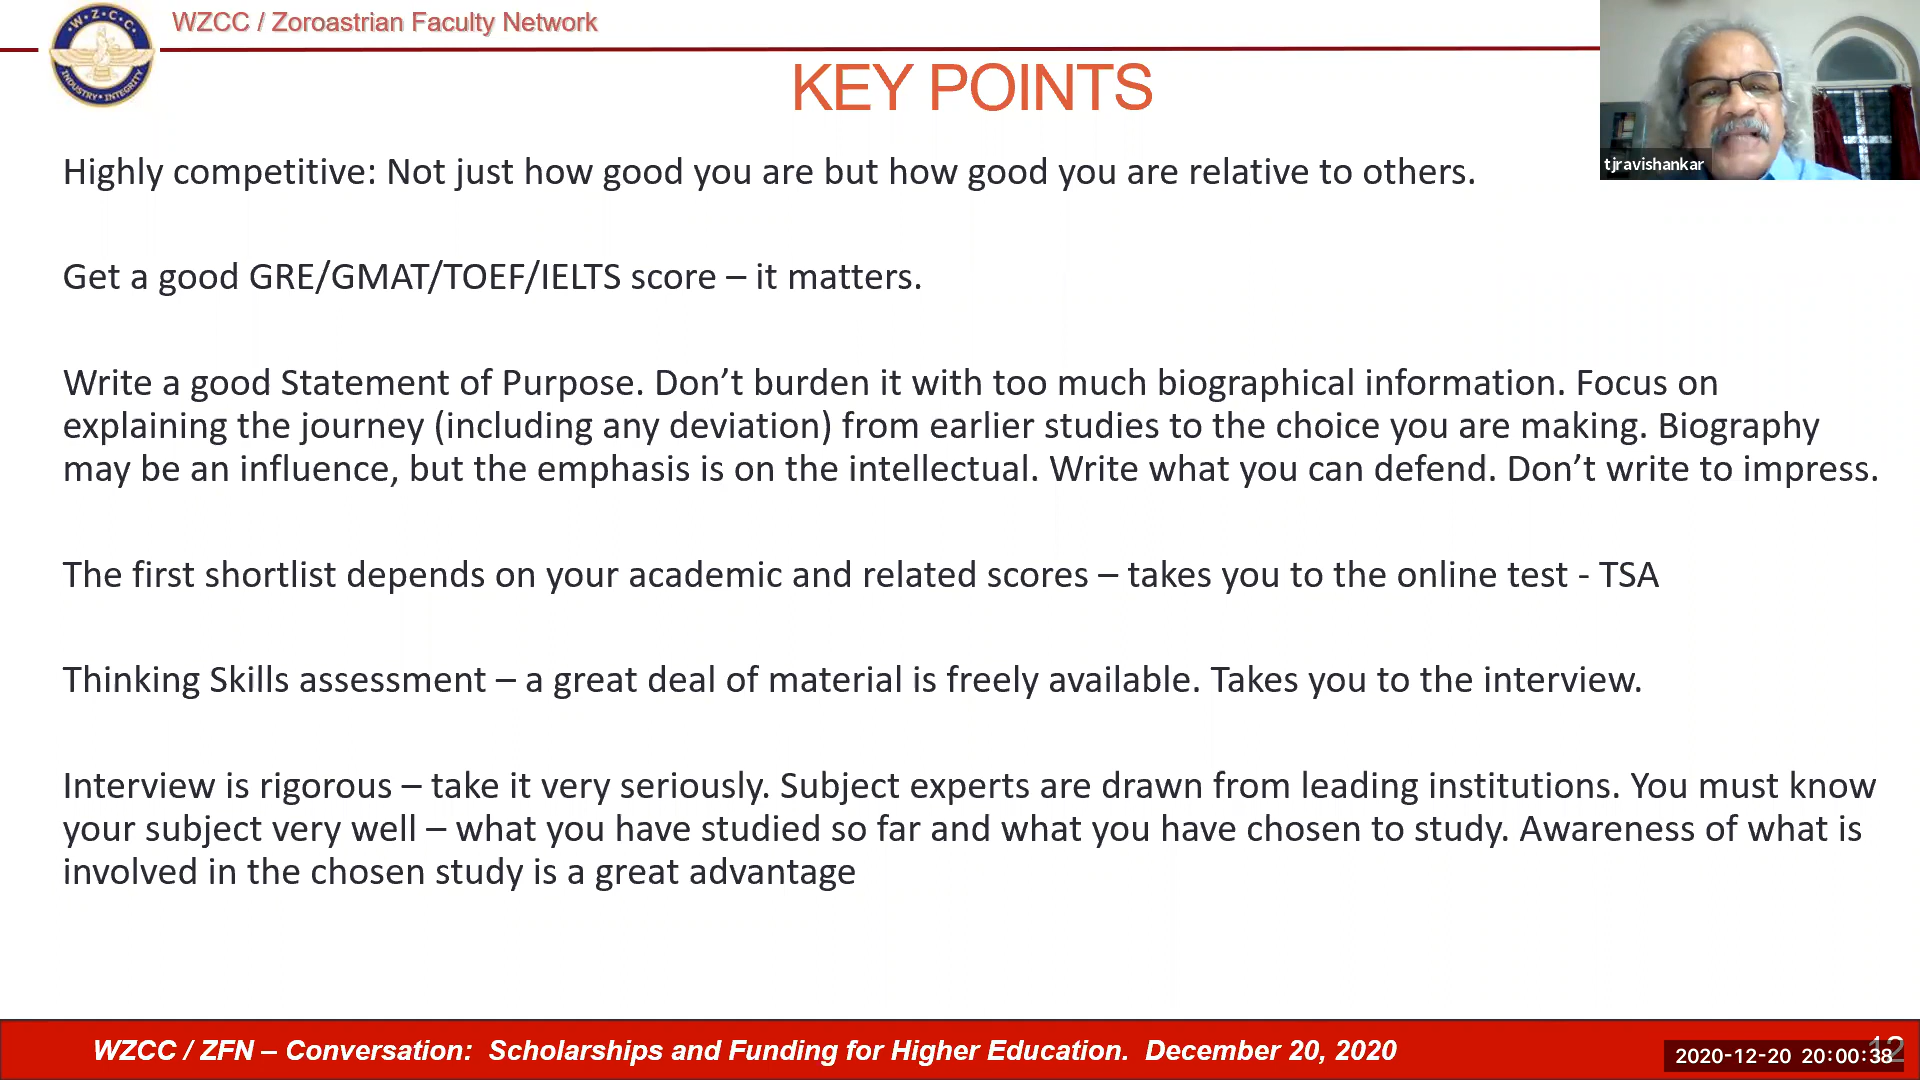 WZCC / Zoroastrian Faculty Network
W.Z.C.C.
INDUSTRY • INTEGRITY
KEY POINTS
tjravishankar
Highly competitive: Not just how good you are but how good you are relative to others.
Get a good GRE/GMAT/TOEF/IELTS score – it matters.
Write a good Statement of Purpose. Don’t burden it with too much biographical information. Focus on
explaining the journey (including any deviation) from earlier studies to the choice you are making. Biography
may be an influence, but the emphasis is on the intellectual. Write what you can defend. Don’t write to impress.
The first shortlist depends on your academic and related scores – takes you to the online test - TSA
Thinking Skills assessment – a great deal of material is freely available. Takes you to the interview.
Interview is rigorous – take it very seriously. Subject experts are drawn from leading institutions. You must know
your subject very well – what you have studied so far and what you have chosen to study. Awareness of what is
involved in the chosen study is a great advantage
WZCC / ZFN – Conversation: Scholarships and Funding for Higher Education. December 20, 2020
12
2020-12-20 20:00:38